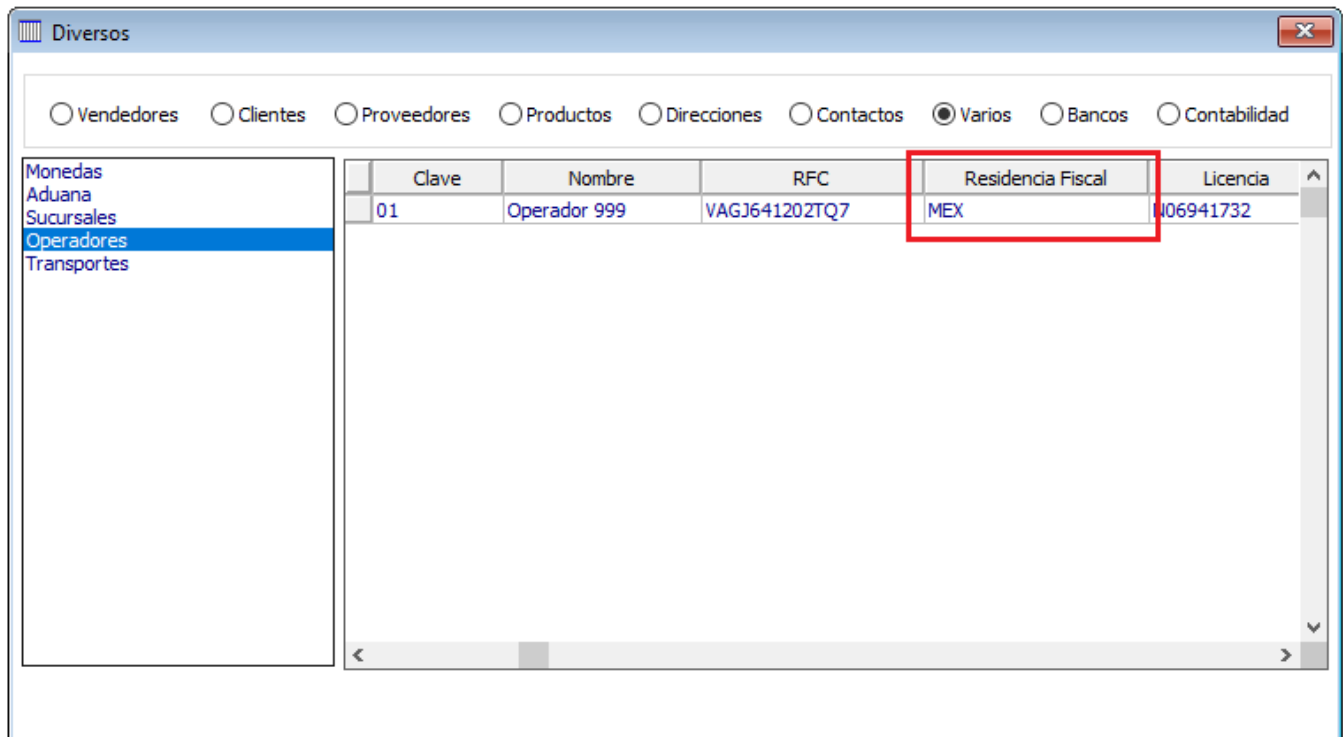 Diversos
Vendedores Clientes Proveedores Productos Direcciones Contactos Varios Bancos Contabilidad
Monedas
Aduana
Sucursales
Operadores
Transportes
Clave Nombre RFC Residencia Fiscal Licencia
01 Operador 999 VAGJ641202TQ7 MEX N06941732